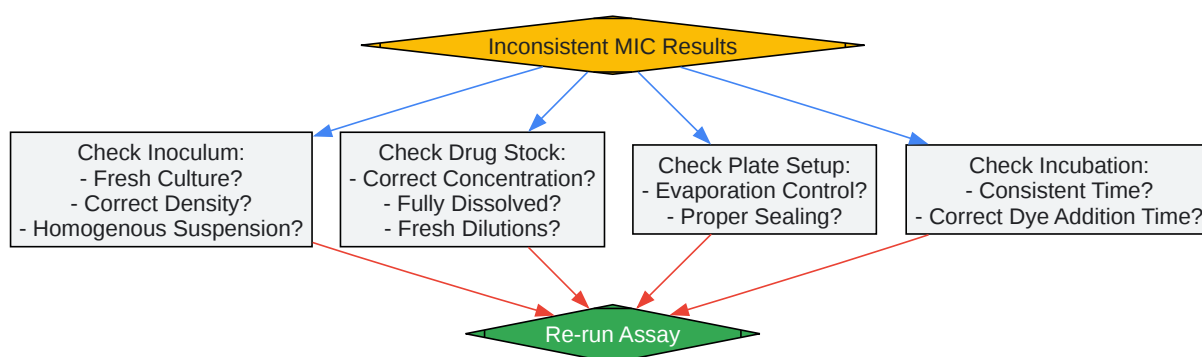 Inconsistent MIC Results
Check Inoculum:
- Fresh Culture?
- Correct Density?
- Homogenous Suspension?
Check Drug Stock:
- Correct Concentration?
- Fully Dissolved?
- Fresh Dilutions?
Check Plate Setup:
- Evaporation Control?
- Proper Sealing?
Check Incubation:
- Consistent Time?
- Correct Dye Addition Time?
Re-run Assay